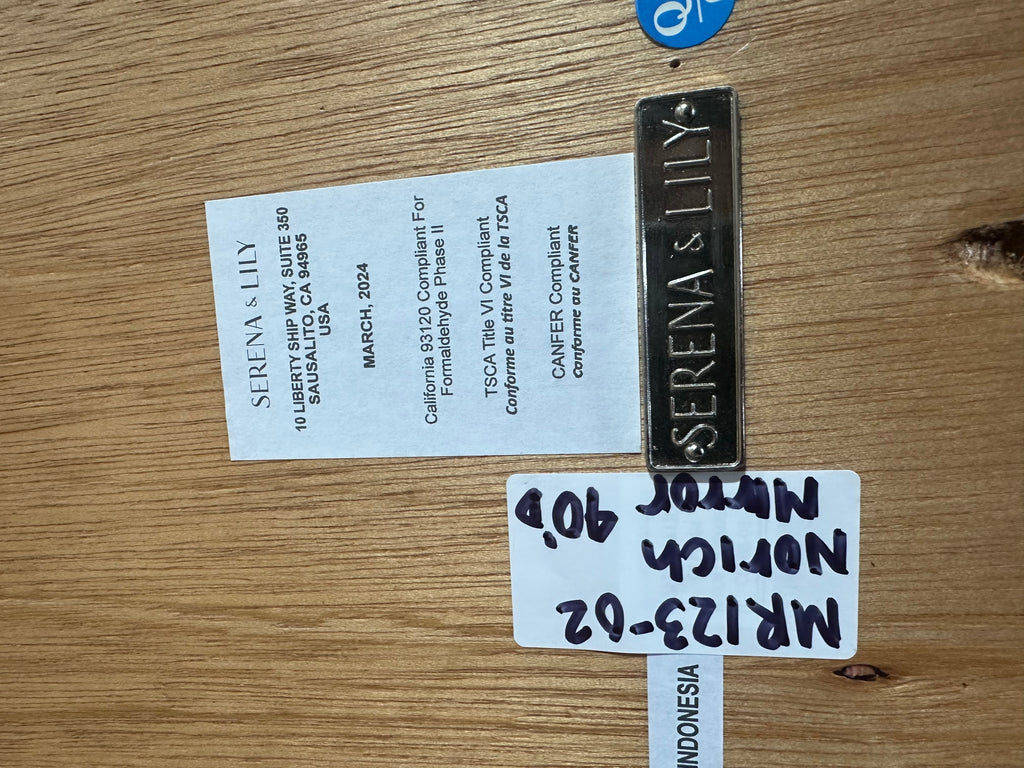 SERENA & LILY
10 LIBERTY SHIP WAY, SUITE 350
SAUSALITO, CA 94965
USA
MARCH, 2024
California 93120 Compliant For
Formaldehyde Phase II
TSCA Title VI Compliant
Conforme au titre VI de la TSCA
CANFER Compliant
Conforme au CANFER
SERENA & LILY
MR123-02
Norich
Mirror 40'D
INDONESIA